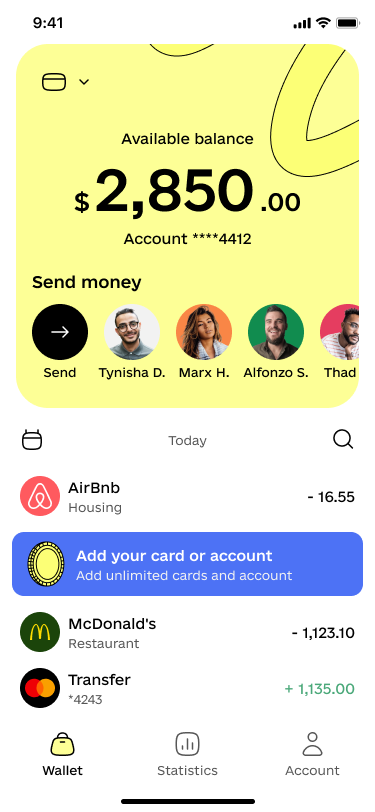 9:41
Available balance
$ 2,850 .00
Account ****4412
Send money
Send Tynisha D. Marx H. Alfonzo S. Thad
Today
AirBnb
Housing
- 16.55
Add your card or account
Add unlimited cards and account
McDonald's
Restaurant
- 1,123.10
Transfer
*4243
+ 1,135.00
Wallet Statistics Account